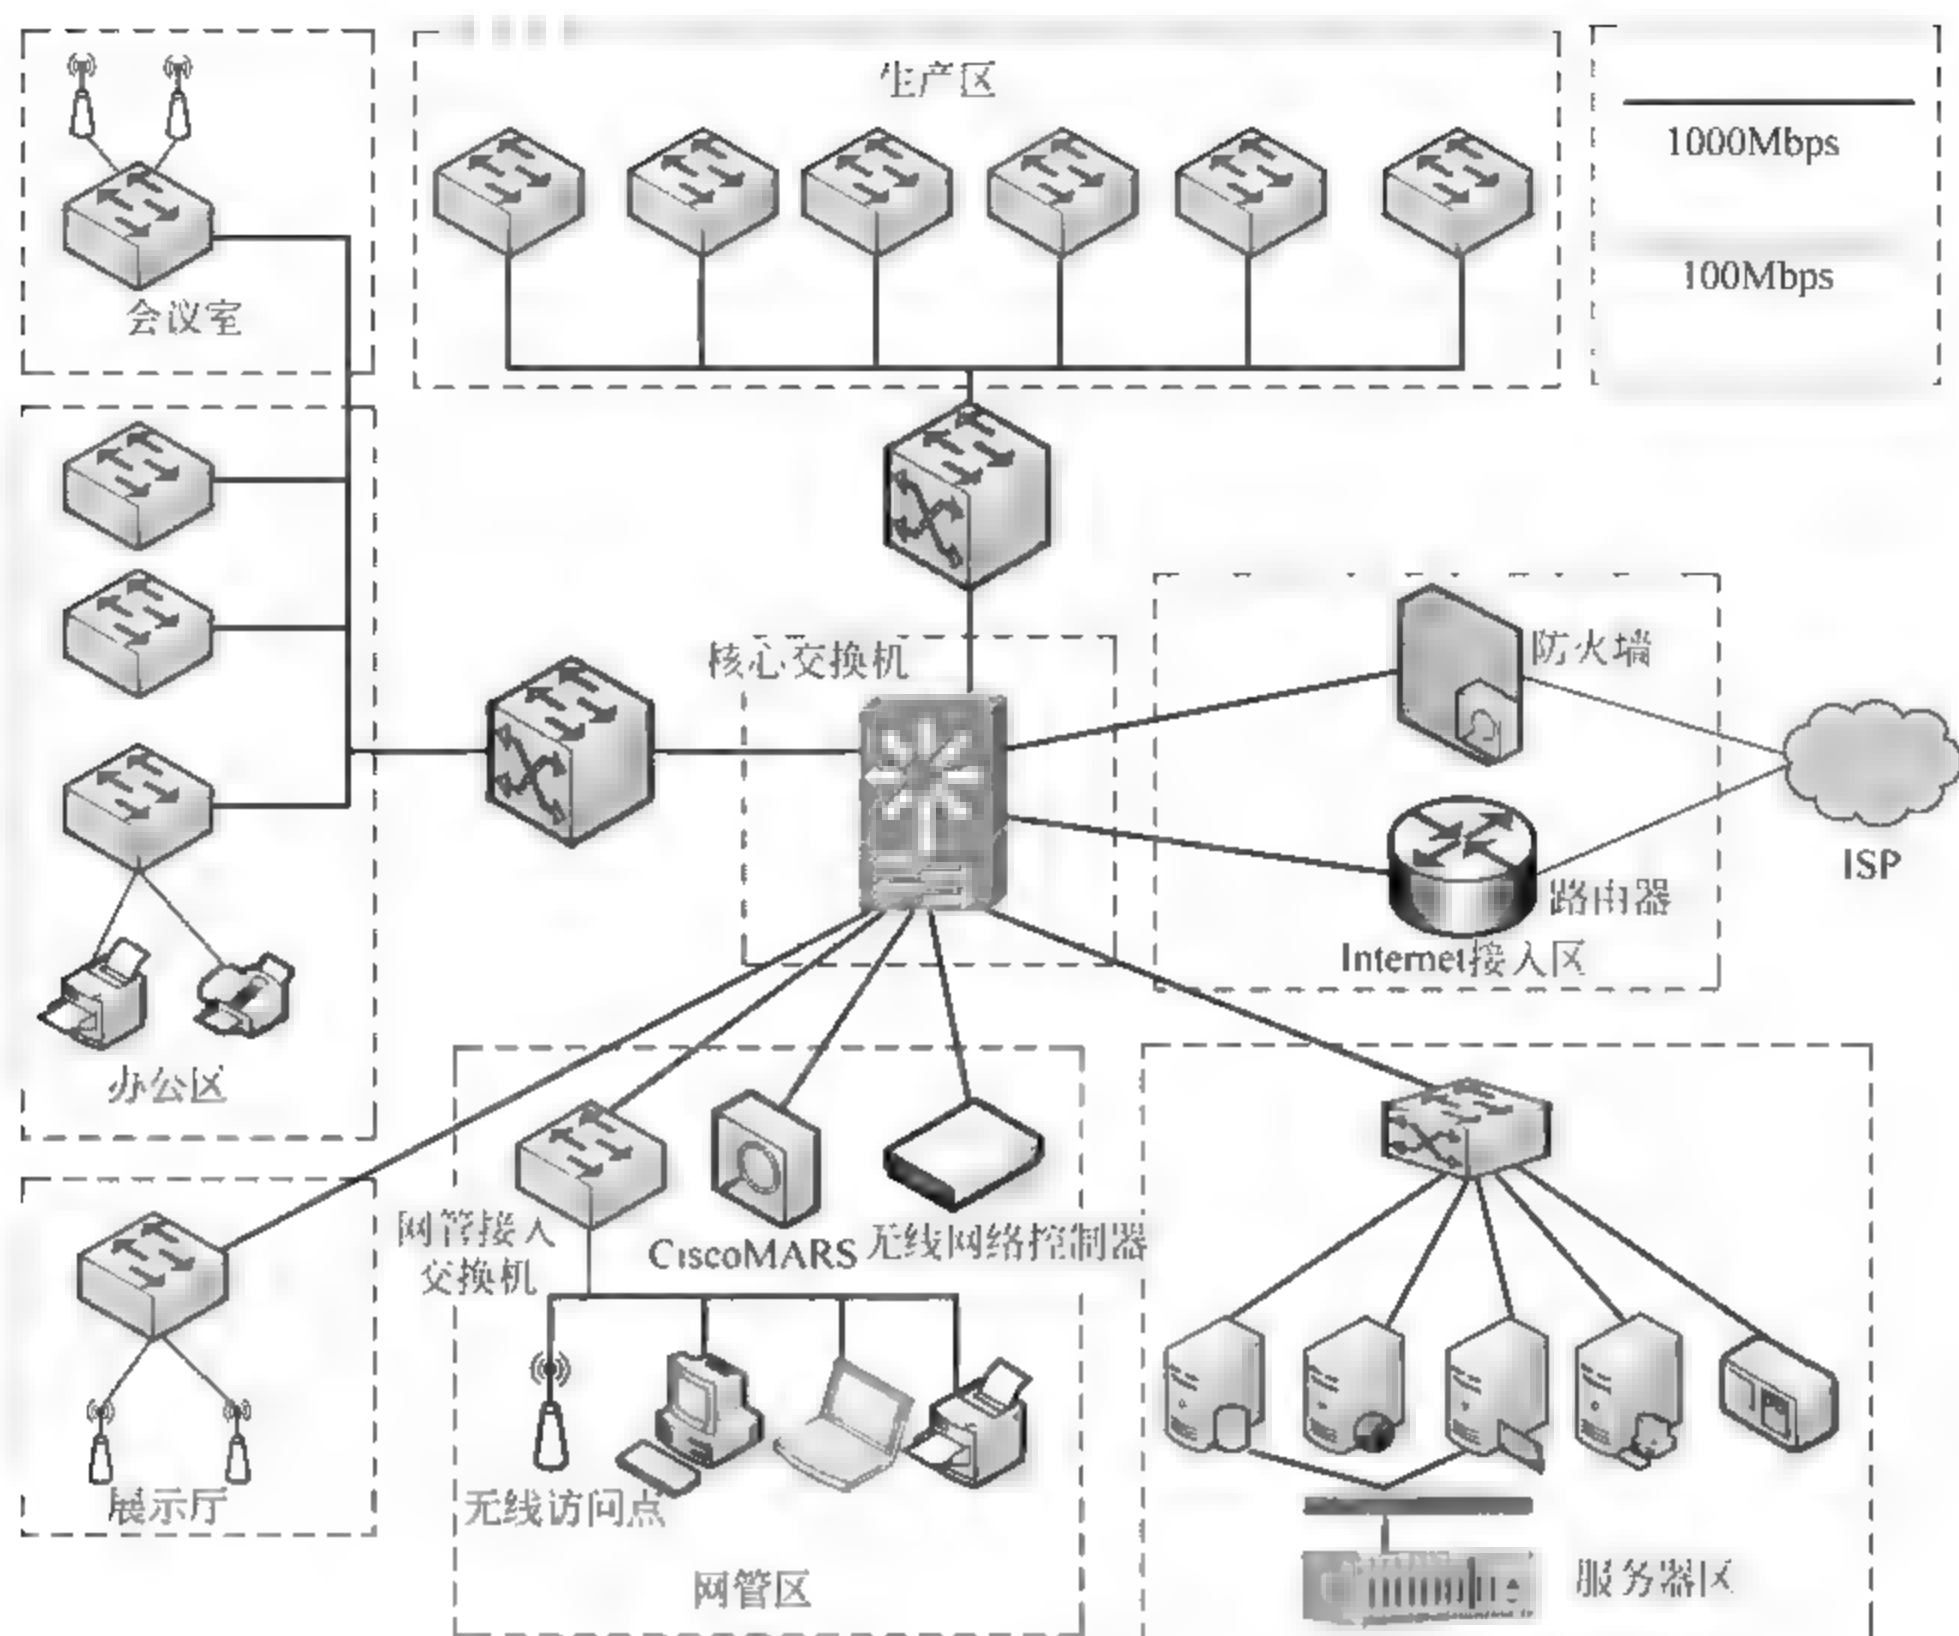 生产区
1000Mbps
100Mbps
会议室
核心交换机
防火墙
ISP
路由器
Internet接入区
办公区
网管接入
交换机
CiscoMARS
无线网络控制器
展示厅
无线访问点
网管区
服务器区